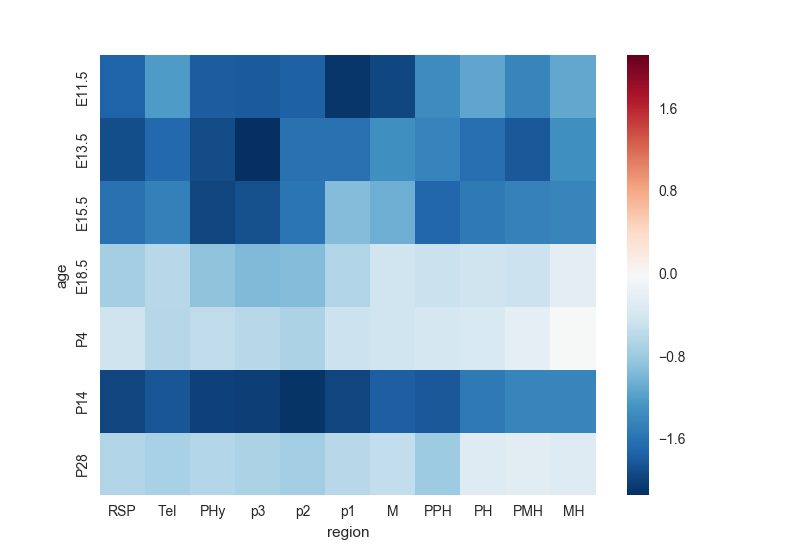 age
E11.5
E13.5
E15.5
E18.5
P4
P14
P28
RSP Tel PHy p3 p2 p1 M PPH PH PMH MH
region
1.6
0.8
0.0
−0.8
−1.6